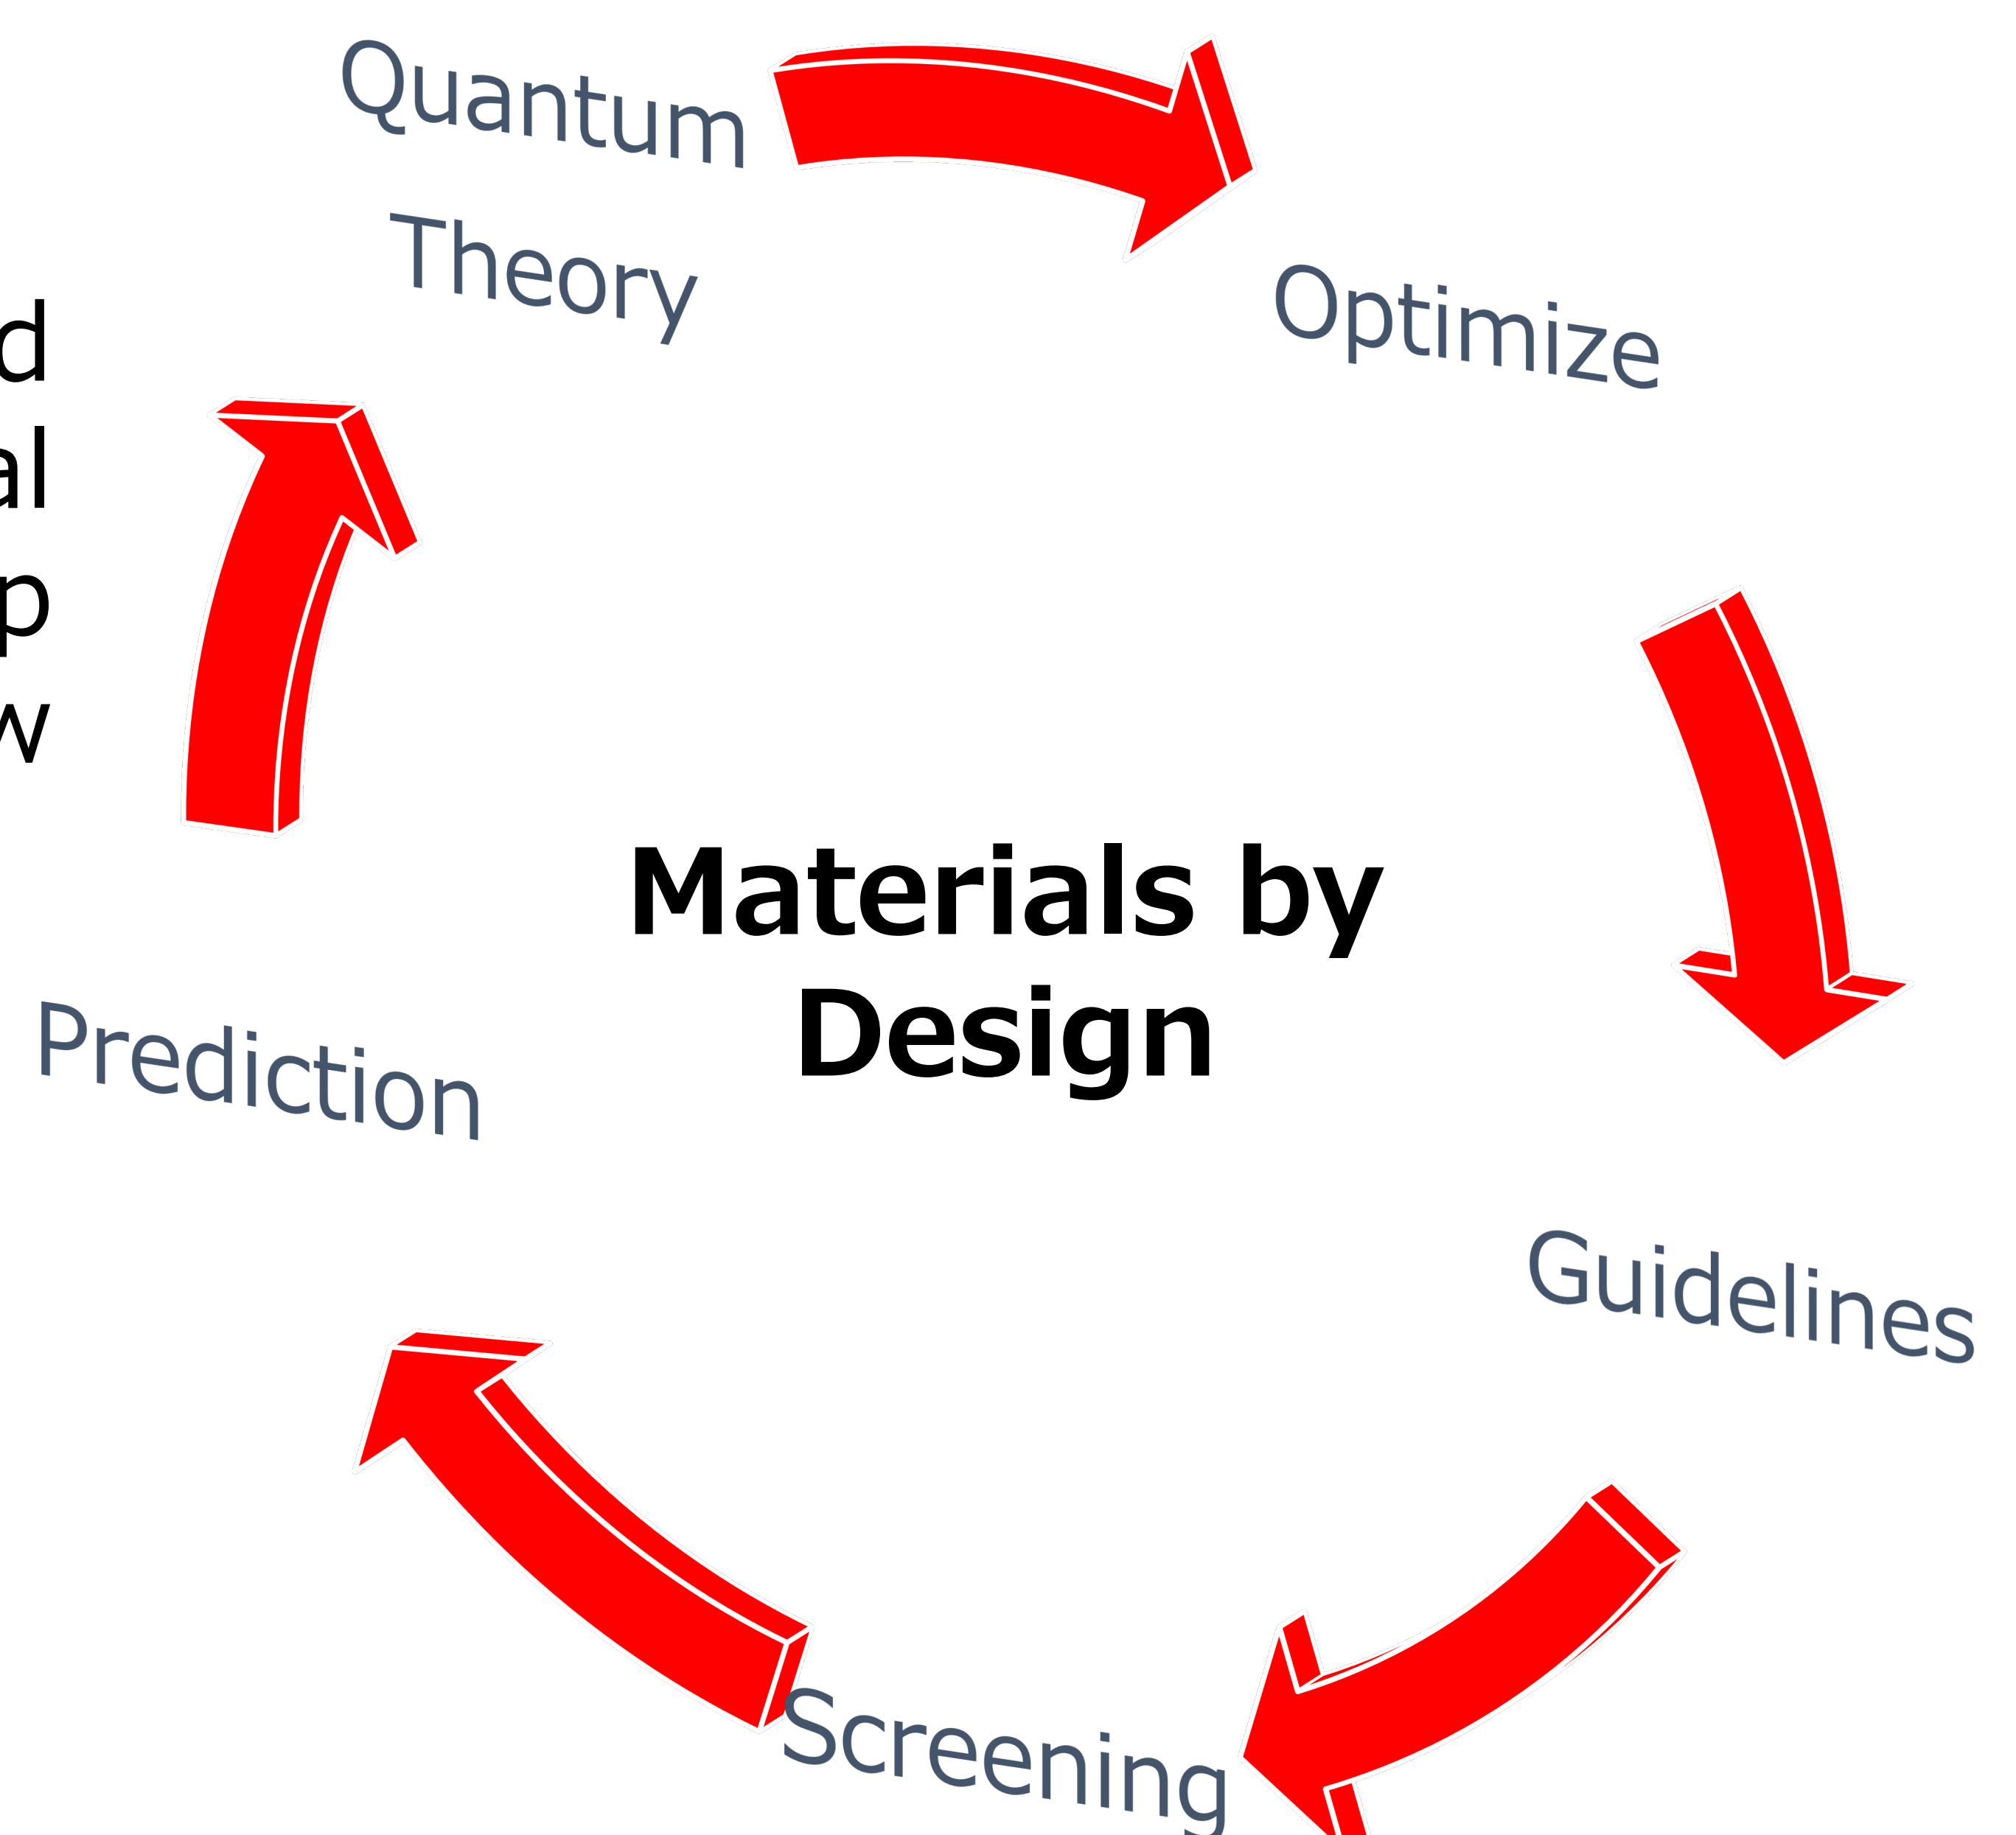 Quantum
Theory
Optimize
Materials by
Design
Prediction
Guidelines
Screening